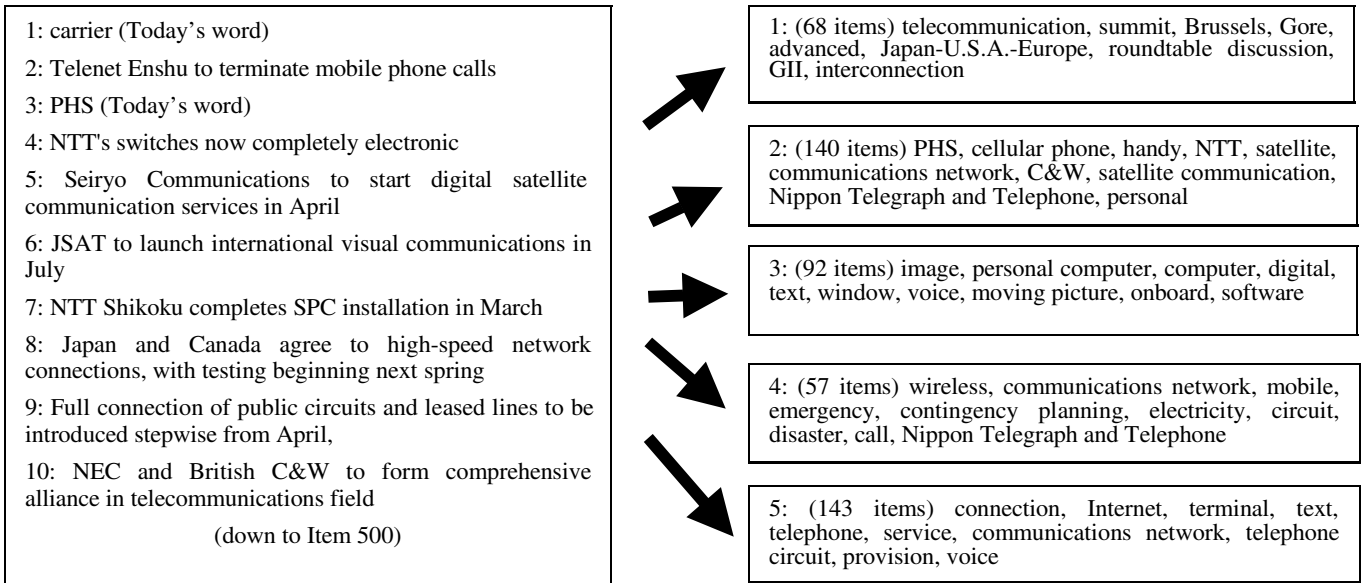 1: carrier (Today's word)
2: Telenet Enshu to terminate mobile phone calls
3: PHS (Today's word)
4: NTT's switches now completely electronic
5: Seiryo Communications to start digital satellite
communication services in April
6: JSAT to launch international visual communications in
July
7: NTT Shikoku completes SPC installation in March
8: Japan and Canada agree to high-speed network
connections, with testing beginning next spring
9: Full connection of public circuits and leased lines to be
introduced stepwise from April,
10: NEC and British C&W to form comprehensive
alliance in telecommunications field
(down to Item 500)
1: (68 items) telecommunication, summit, Brussels, Gore,
advanced, Japan-U.S.A.-Europe, roundtable discussion,
GII, interconnection
2: (140 items) PHS, cellular phone, handy, NTT, satellite,
communications network, C&W, satellite communication,
Nippon Telegraph and Telephone, personal
3: (92 items) image, personal computer, computer, digital,
text, window, voice, moving picture, onboard, software
4: (57 items) wireless, communications network, mobile,
emergency, contingency planning, electricity, circuit,
disaster, call, Nippon Telegraph and Telephone
5: (143 items) connection, Internet, terminal, text,
telephone, service, communications network, telephone
circuit, provision, voice